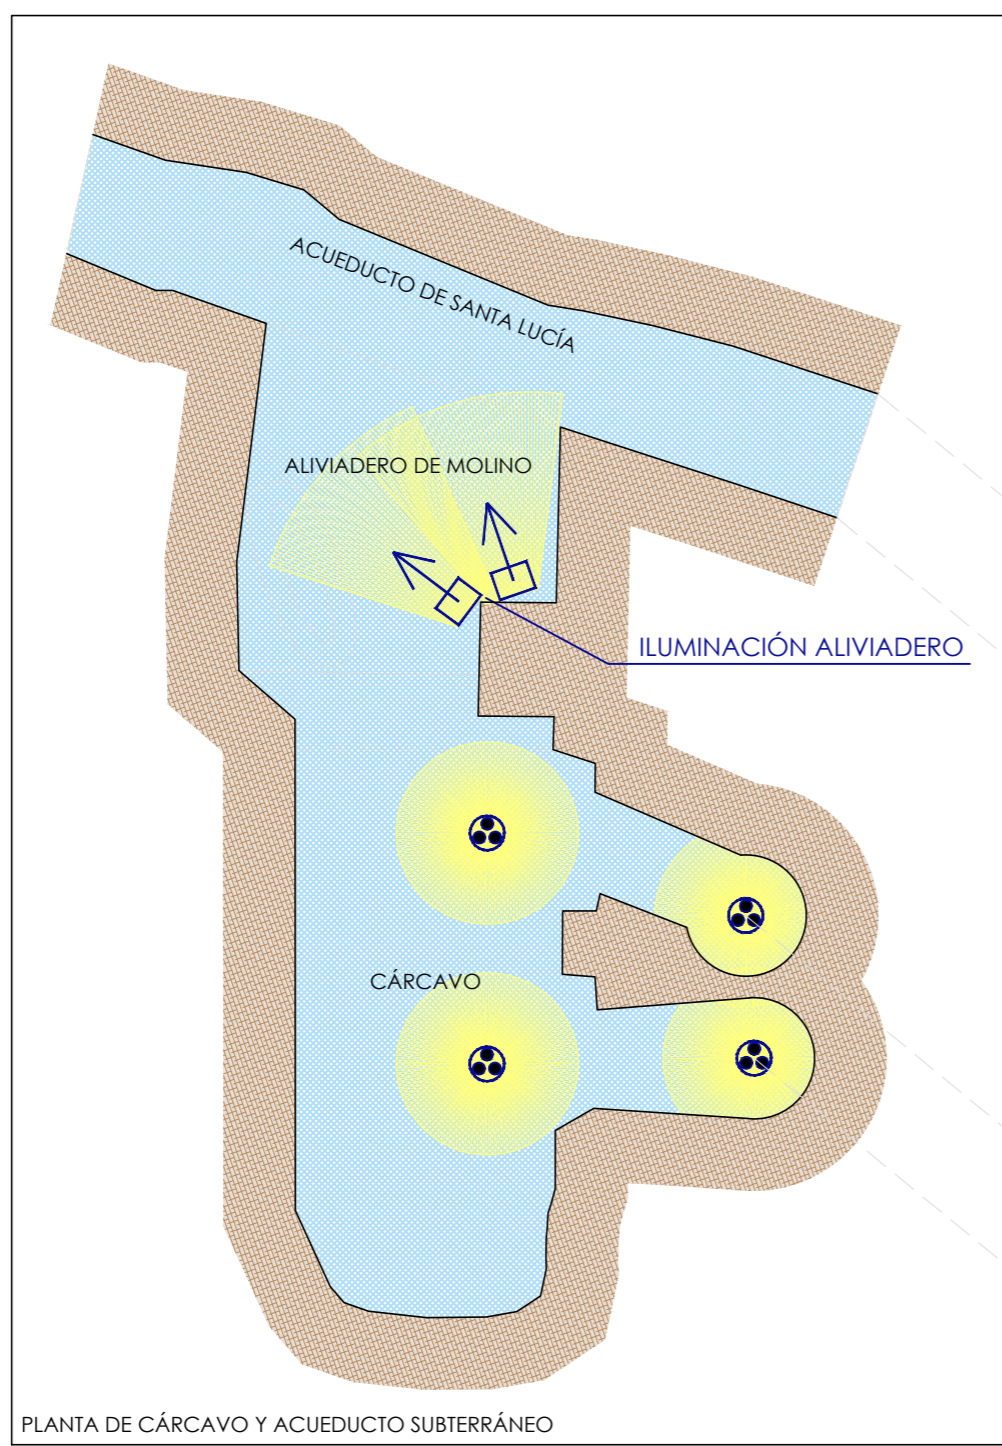 ACUEDUCTO DE SANTA LUCÍA
ALIVIADERO DE MOLINO
ILUMINACIÓN ALIVIADERO
CÁRCAVO
PLANTA DE CÁRCAVO Y ACUEDUCTO SUBTERRÁNEO